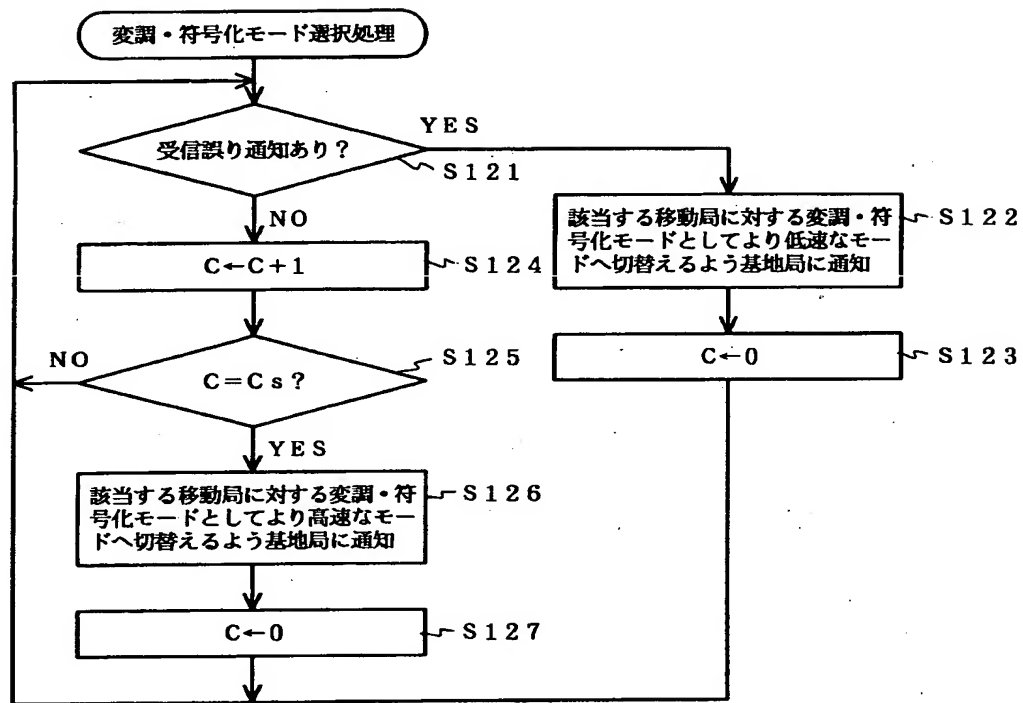 変調・符号化モード選択処理
受信誤り通知あり？
YES
S121
NO
C←C+1
S124
C=Cs？
S125
NO
YES
該当する移動局に対する変調・符
号化モードとしてより高速なモー
ドへ切替えるよう基地局に通知
S126
C←0
S127
該当する移動局に対する変調・符
号化モードとしてより低速なモー
ドへ切替えるよう基地局に通知
S122
C←0
S123